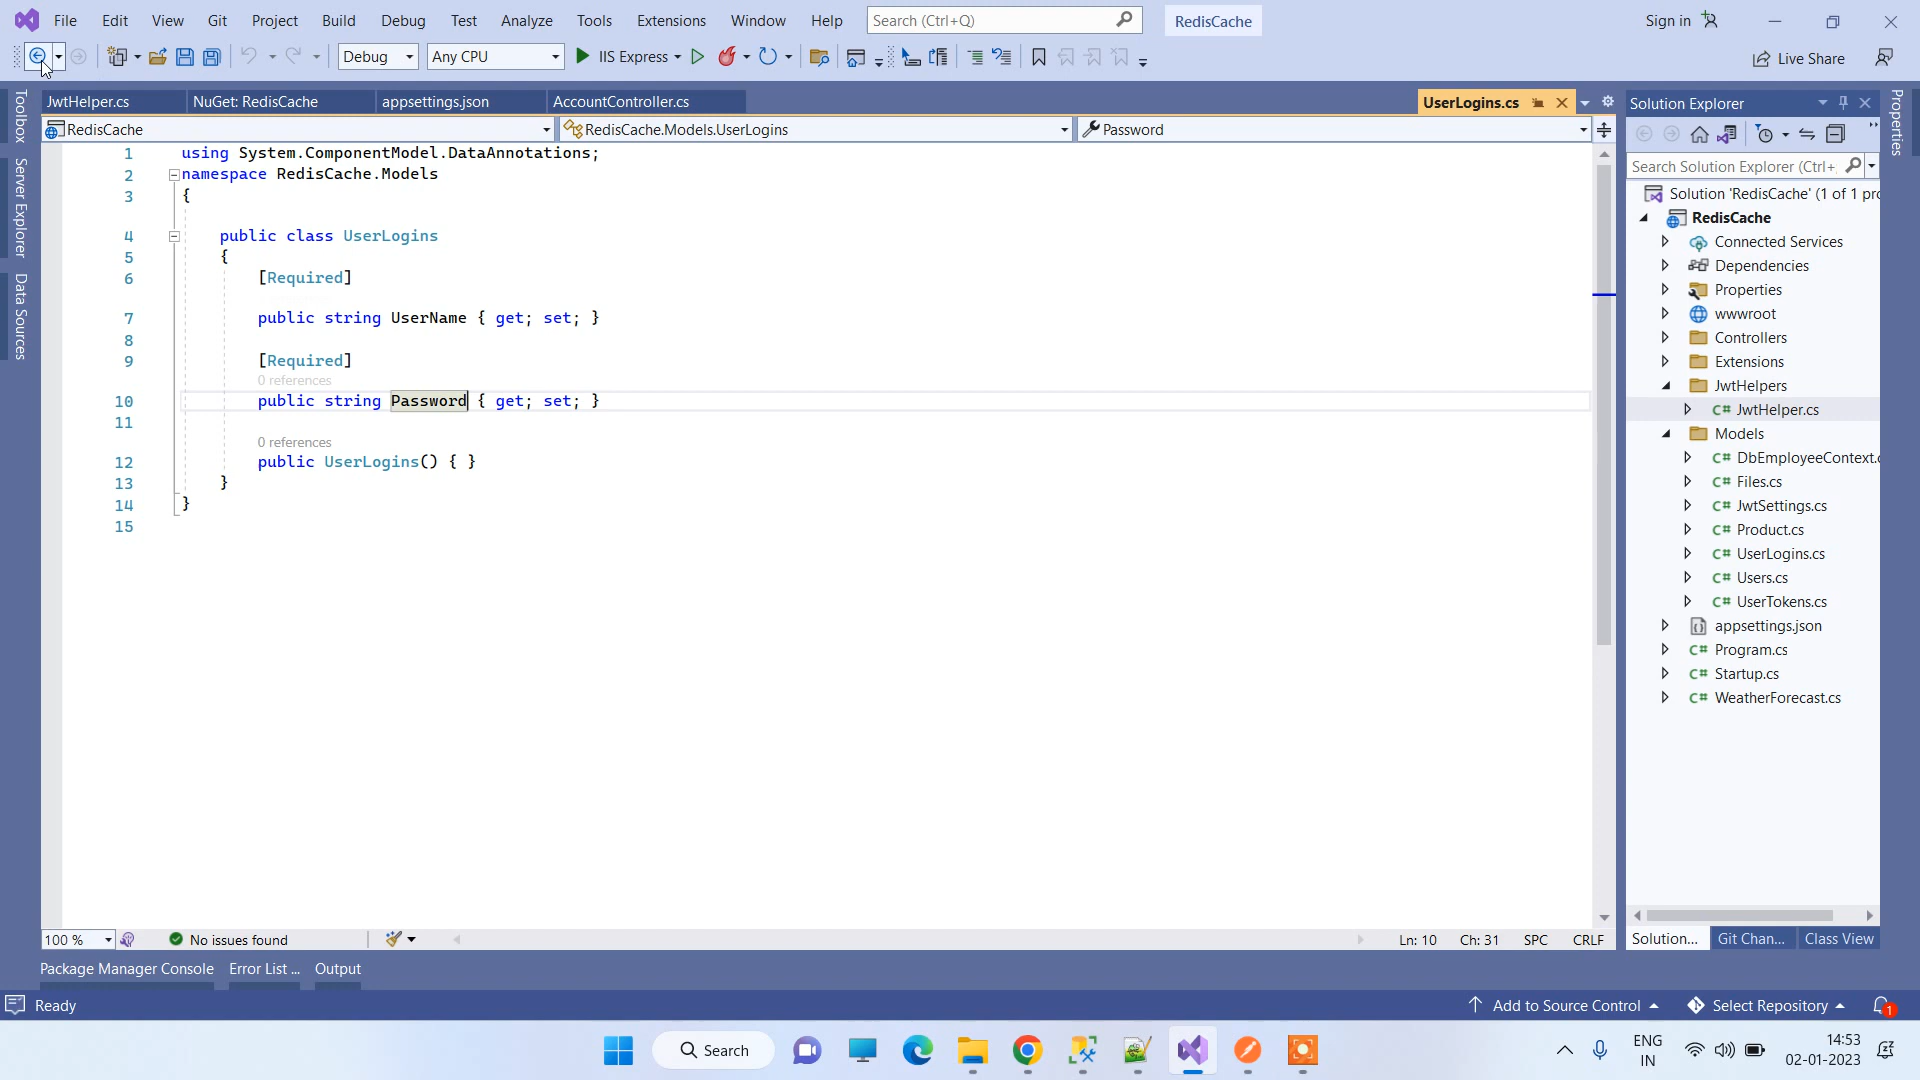 File Edit View Git Project Build Debug Test Analyze Tools Extensions Window Help Search (Ctrl+Q) RedisCache Sign in
Debug Any CPU IIS Express Live Share
JwtHelper.cs NuGet: RedisCache appsettings.json AccountController.cs UserLogins.cs
RedisCache RedisCache.Models.UserLogins Password
Toolbox
Server Explorer
Data Sources
1 using System.ComponentModel.DataAnnotations;
2 namespace RedisCache.Models
3 {
4 public class UserLogins
5 {
6 [Required]
7 public string UserName { get; set; }
8
9 [Required]
0 references
10 public string Password { get; set; }
11
0 references
12 public UserLogins() { }
13 }
14 }
15
100 % No issues found Ln: 10 Ch: 31 SPC CRLF
Solution Explorer
Search Solution Explorer (Ctrl+
Solution 'RedisCache' (1 of 1 pro
RedisCache
Connected Services
Dependencies
Properties
wwwroot
Controllers
Extensions
JwtHelpers
C# JwtHelper.cs
Models
C# DbEmployeeContext.c
C# Files.cs
C# JwtSettings.cs
C# Product.cs
C# UserLogins.cs
C# Users.cs
C# UserTokens.cs
appsettings.json
C# Program.cs
C# Startup.cs
C# WeatherForecast.cs
Solution... Git Chan... Class View
Properties
Package Manager Console Error List ... Output
Ready Add to Source Control Select Repository 1
Search
ENG
IN
14:53
02-01-2023